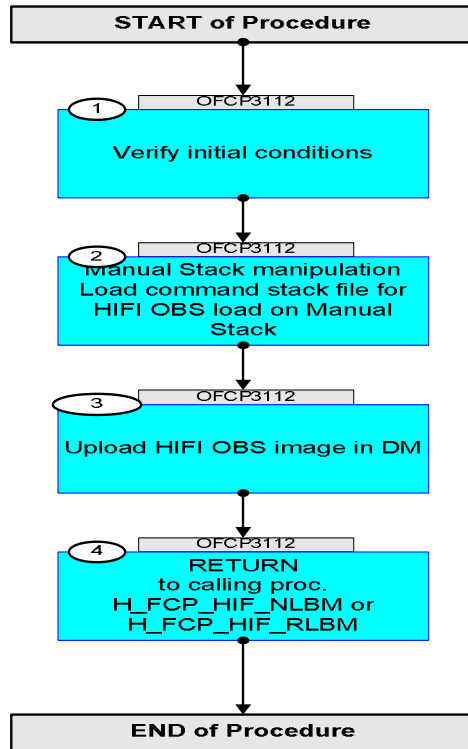 START of Procedure
OFCP3112
1
Verify initial conditions
OFCP3112
2
Manual Stack manipulation
Load command stack file for
HIFI OBS load on Manual
Stack
OFCP3112
3
Upload HIFI OBS image in DM
OFCP3112
4
RETURN
to calling proc.
H_FCP_HIF_NLBM or
H_FCP_HIF_RLBM
END of Procedure